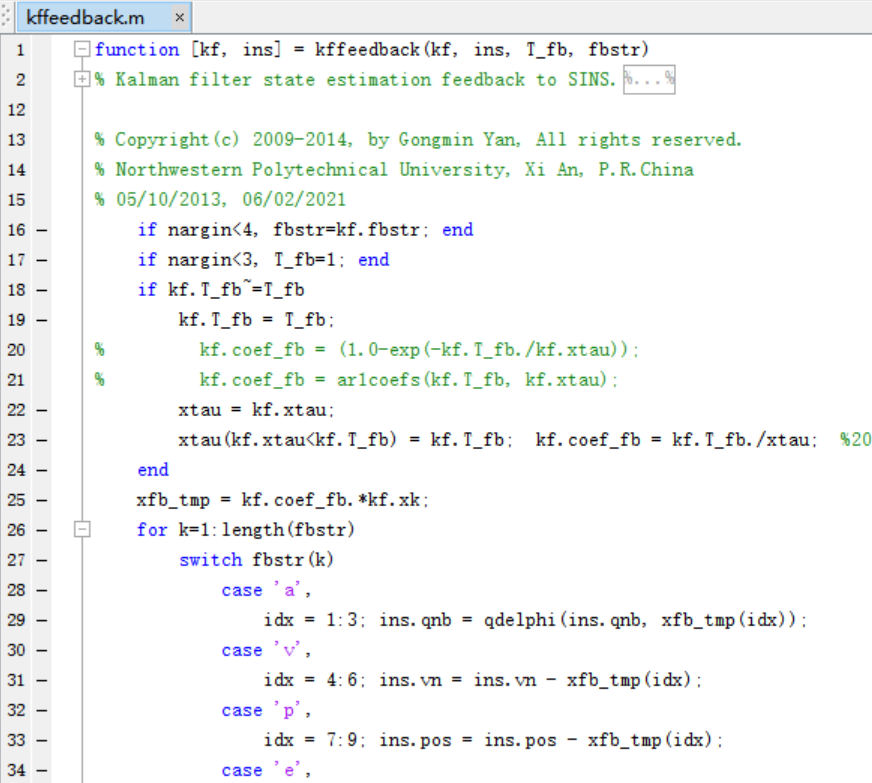 kffeedback.m ×
1 function [kf, ins] = kffeedback(kf, ins, T_fb, fbstr)
2 % Kalman filter state estimation feedback to SINS. %...%
12
13 % Copyright(c) 2009-2014, by Gongmin Yan, All rights reserved.
14 % Northwestern Polytechnical University, Xi An, P.R.China
15 % 05/10/2013, 06/02/2021
16 – if nargin<4, fbstr=kf.fbstr; end
17 – if nargin<3, T_fb=1; end
18 – if kf.T_fb~=T_fb
19 – kf.T_fb = T_fb;
20 % kf.coef_fb = (1.0-exp(-kf.T_fb./kf.xtau));
21 % kf.coef_fb = ar1coefs(kf.T_fb, kf.xtau);
22 – xtau = kf.xtau;
23 – xtau(kf.xtau<kf.T_fb) = kf.T_fb; kf.coef_fb = kf.T_fb./xtau; %20
24 – end
25 – xfb_tmp = kf.coef_fb.*kf.xk;
26 – for k=1:length(fbstr)
27 – switch fbstr(k)
28 – case 'a',
29 – idx = 1:3; ins.qnb = qdelphi(ins.qnb, xfb_tmp(idx));
30 – case 'v',
31 – idx = 4:6; ins.vn = ins.vn - xfb_tmp(idx);
32 – case 'p',
33 – idx = 7:9; ins.pos = ins.pos - xfb_tmp(idx);
34 – case 'e',